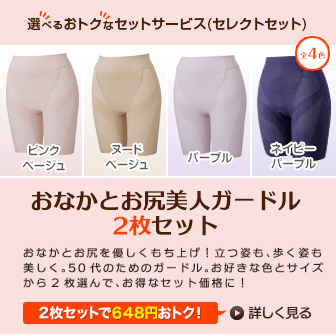 選べるおトクなセットサービス(セレクトセット)
全4色
ピンク
ベージュ
ヌード
ベージュ
パープル
ネイビー
パープル
おなかとお尻美人ガードル
2枚セット
おなかとお尻を優しくもち上げ！立つ姿も、歩く姿も
美しく。50代のためのガードル。お好きな色とサイズ
から2枚選んで、お得なセット価格に！
2枚セットで648円おトク！
詳しく見る